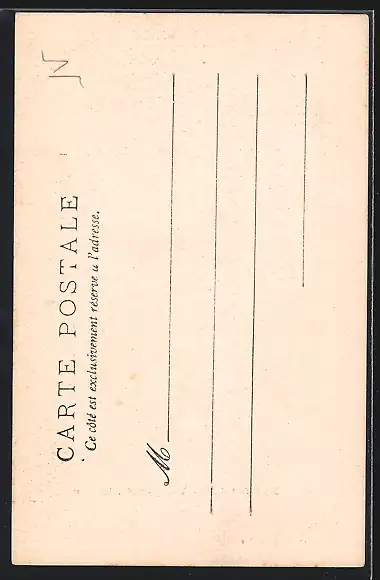 CARTE POSTALE
Ce côté est exclusivement réservé a l'adresse.
M